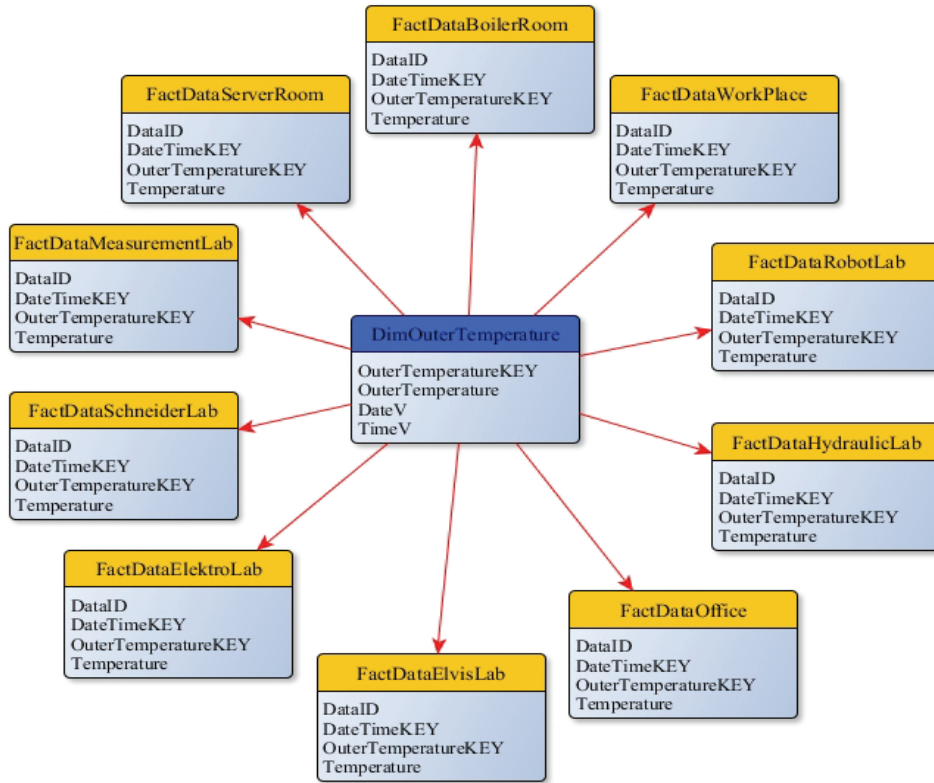 FactDataBoilerRoom
DataID
DateTimeKEY
OuterTemperatureKEY
Temperature
FactDataServerRoom
DataID
DateTimeKEY
OuterTemperatureKEY
Temperature
FactDataWorkPlace
DataID
DateTimeKEY
OuterTemperatureKEY
Temperature
FactDataMeasurementLab
DataID
DateTimeKEY
OuterTemperatureKEY
Temperature
FactDataRobotLab
DataID
DateTimeKEY
OuterTemperatureKEY
Temperature
DimOuterTemperature
OuterTemperatureKEY
OuterTemperature
DateV
TimeV
FactDataSchneiderLab
DataID
DateTimeKEY
OuterTemperatureKEY
Temperature
FactDataHydraulicLab
DataID
DateTimeKEY
OuterTemperatureKEY
Temperature
FactDataElektroLab
DataID
DateTimeKEY
OuterTemperatureKEY
Temperature
FactDataOffice
DataID
DateTimeKEY
OuterTemperatureKEY
Temperature
FactDataElvisLab
DataID
DateTimeKEY
OuterTemperatureKEY
Temperature